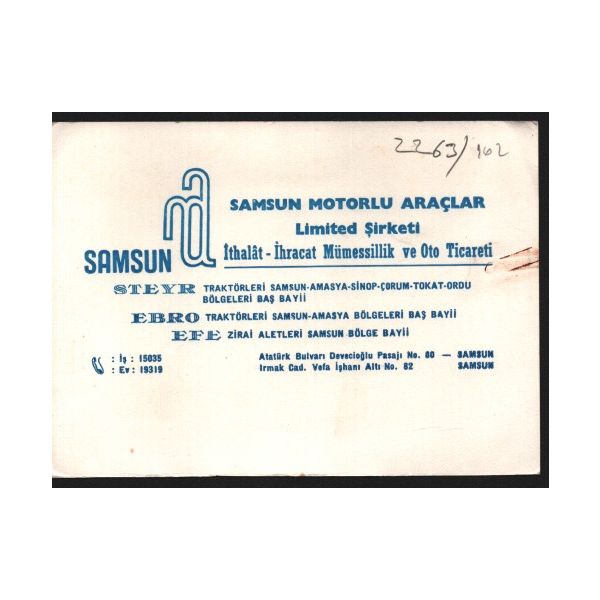 2263/162
SAMSUN
SAMSUN MOTORLU ARAÇLAR
Limited Şirketi
İthalât - İhracat Mümessillik ve Oto Ticareti
STEYR TRAKTÖRLERİ SAMSUN-AMASYA-SİNOP-ÇORUM-TOKAT-ORDU
BÖLGELERİ BAŞ BAYİİ
EBRO TRAKTÖRLERİ SAMSUN-AMASYA BÖLGELERİ BAŞ BAYİİ
EFE ZİRAİ ALETLERİ SAMSUN BÖLGE BAYİİ
: İş : 15035
: Ev : 19319
Atatürk Bulvarı Devecioğlu Pasajı No. 80 — SAMSUN
Irmak Cad. Vefa İşhanı Altı No. 82 SAMSUN